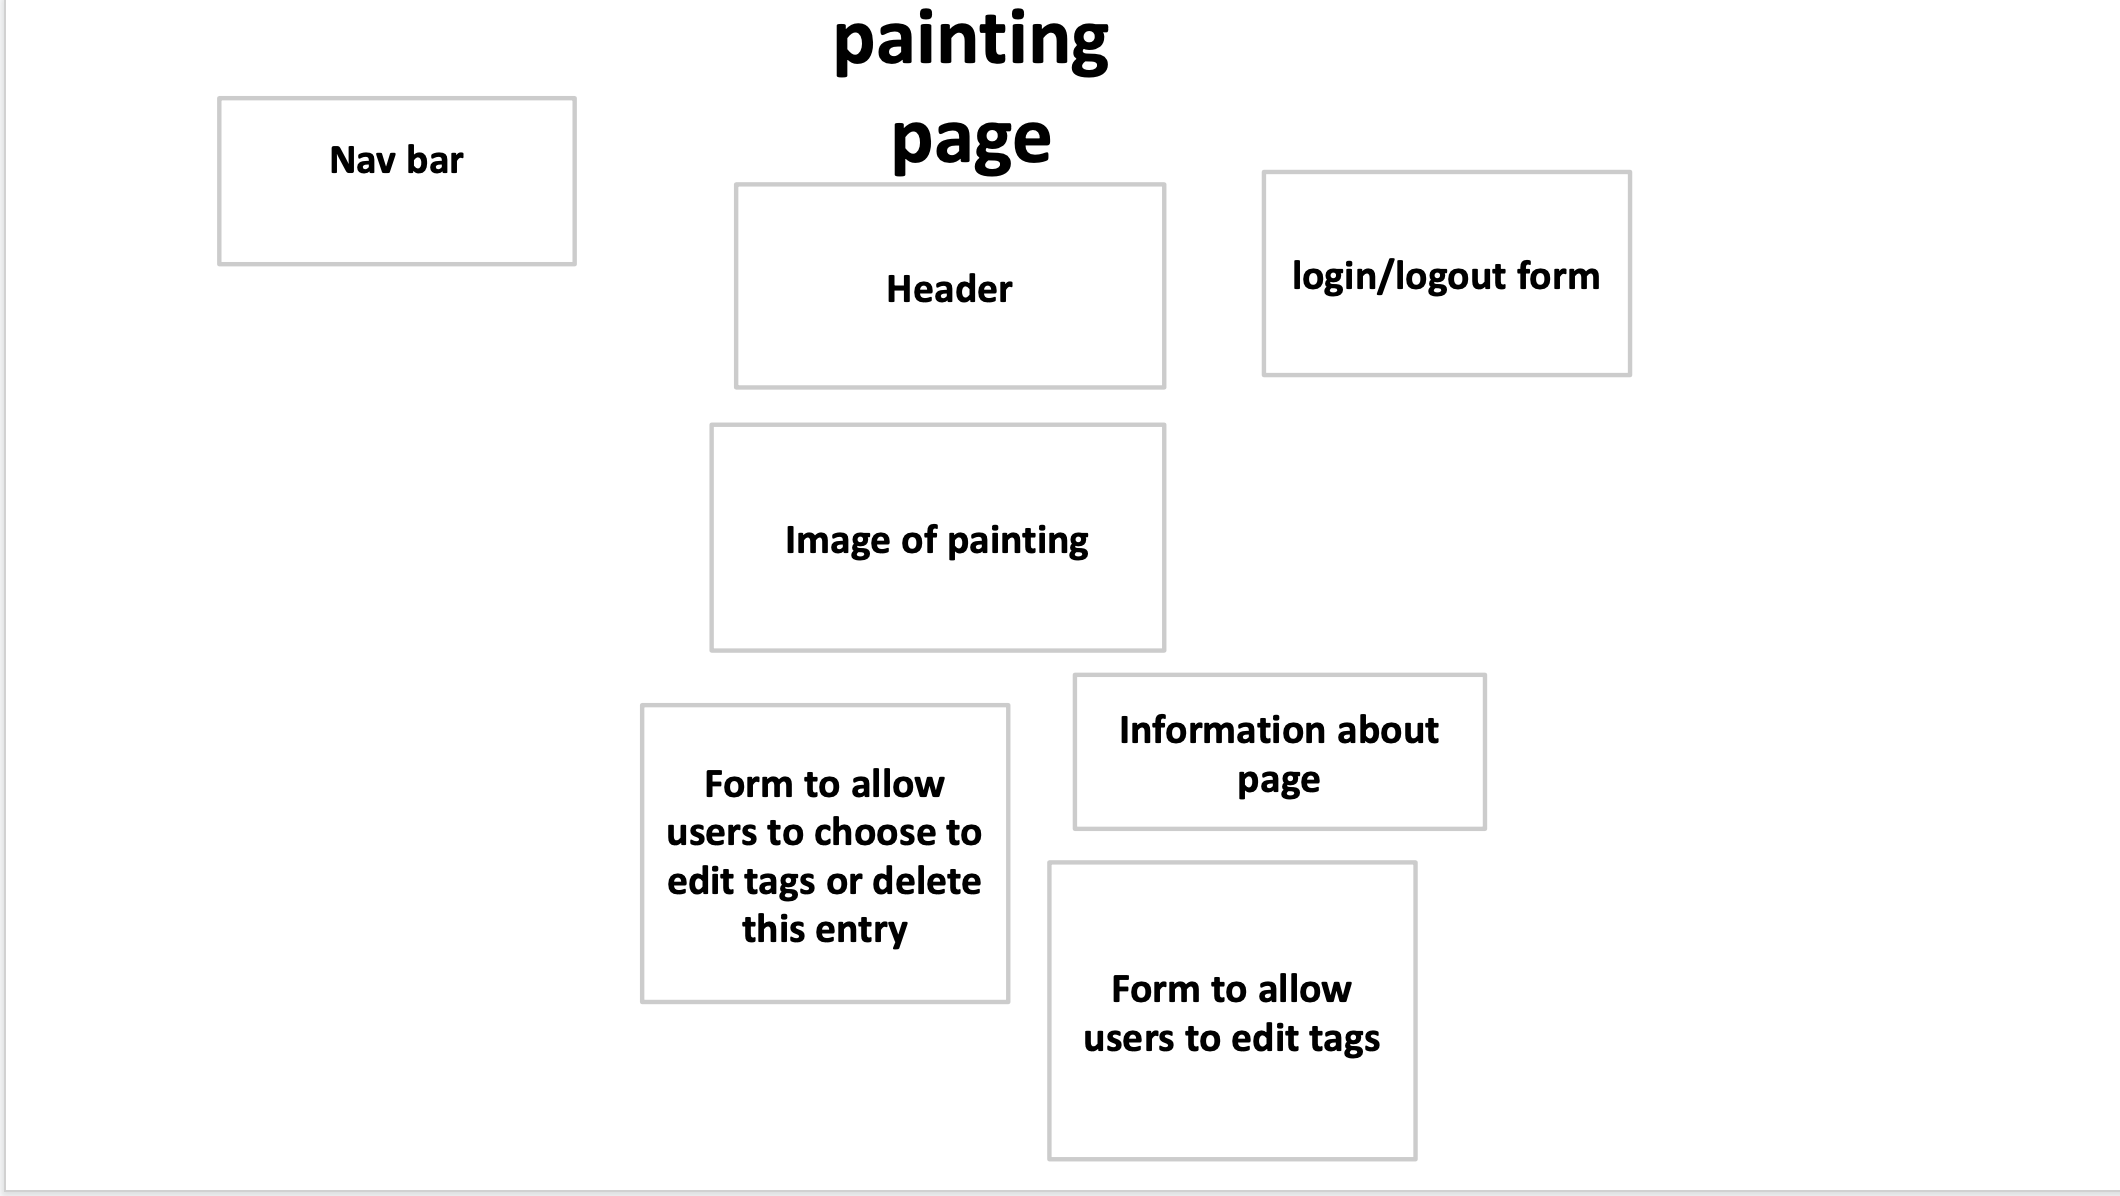 painting
page
Nav bar
Header
login/logout form
Image of painting
Information about
page
Form to allow
users to choose to
edit tags or delete
this entry
Form to allow
users to edit tags